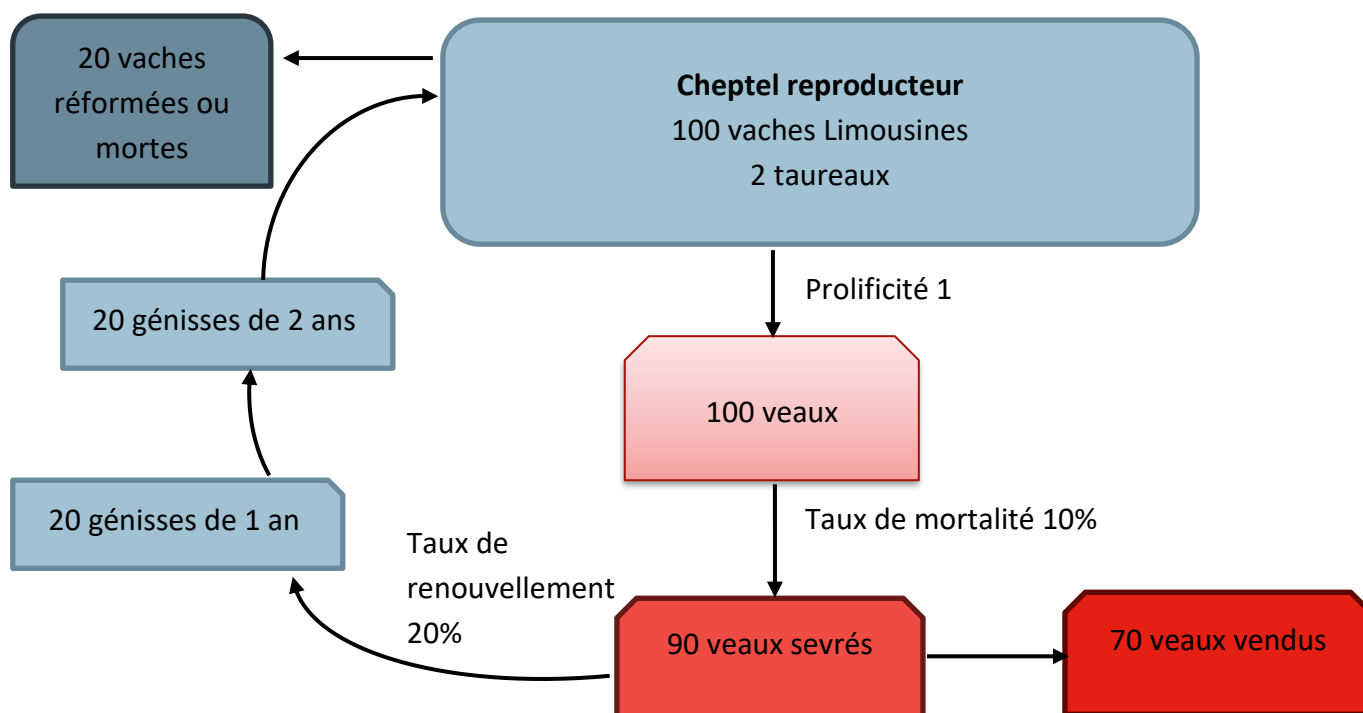 20 vaches
réformées ou
mortes
Cheptel reproducteur
100 vaches Limousines
2 taureaux
Prolificité 1
20 génisses de 2 ans
100 veaux
20 génisses de 1 an
Taux de mortalité 10%
Taux de
renouvellement
20%
90 veaux sevrés
70 veaux vendus